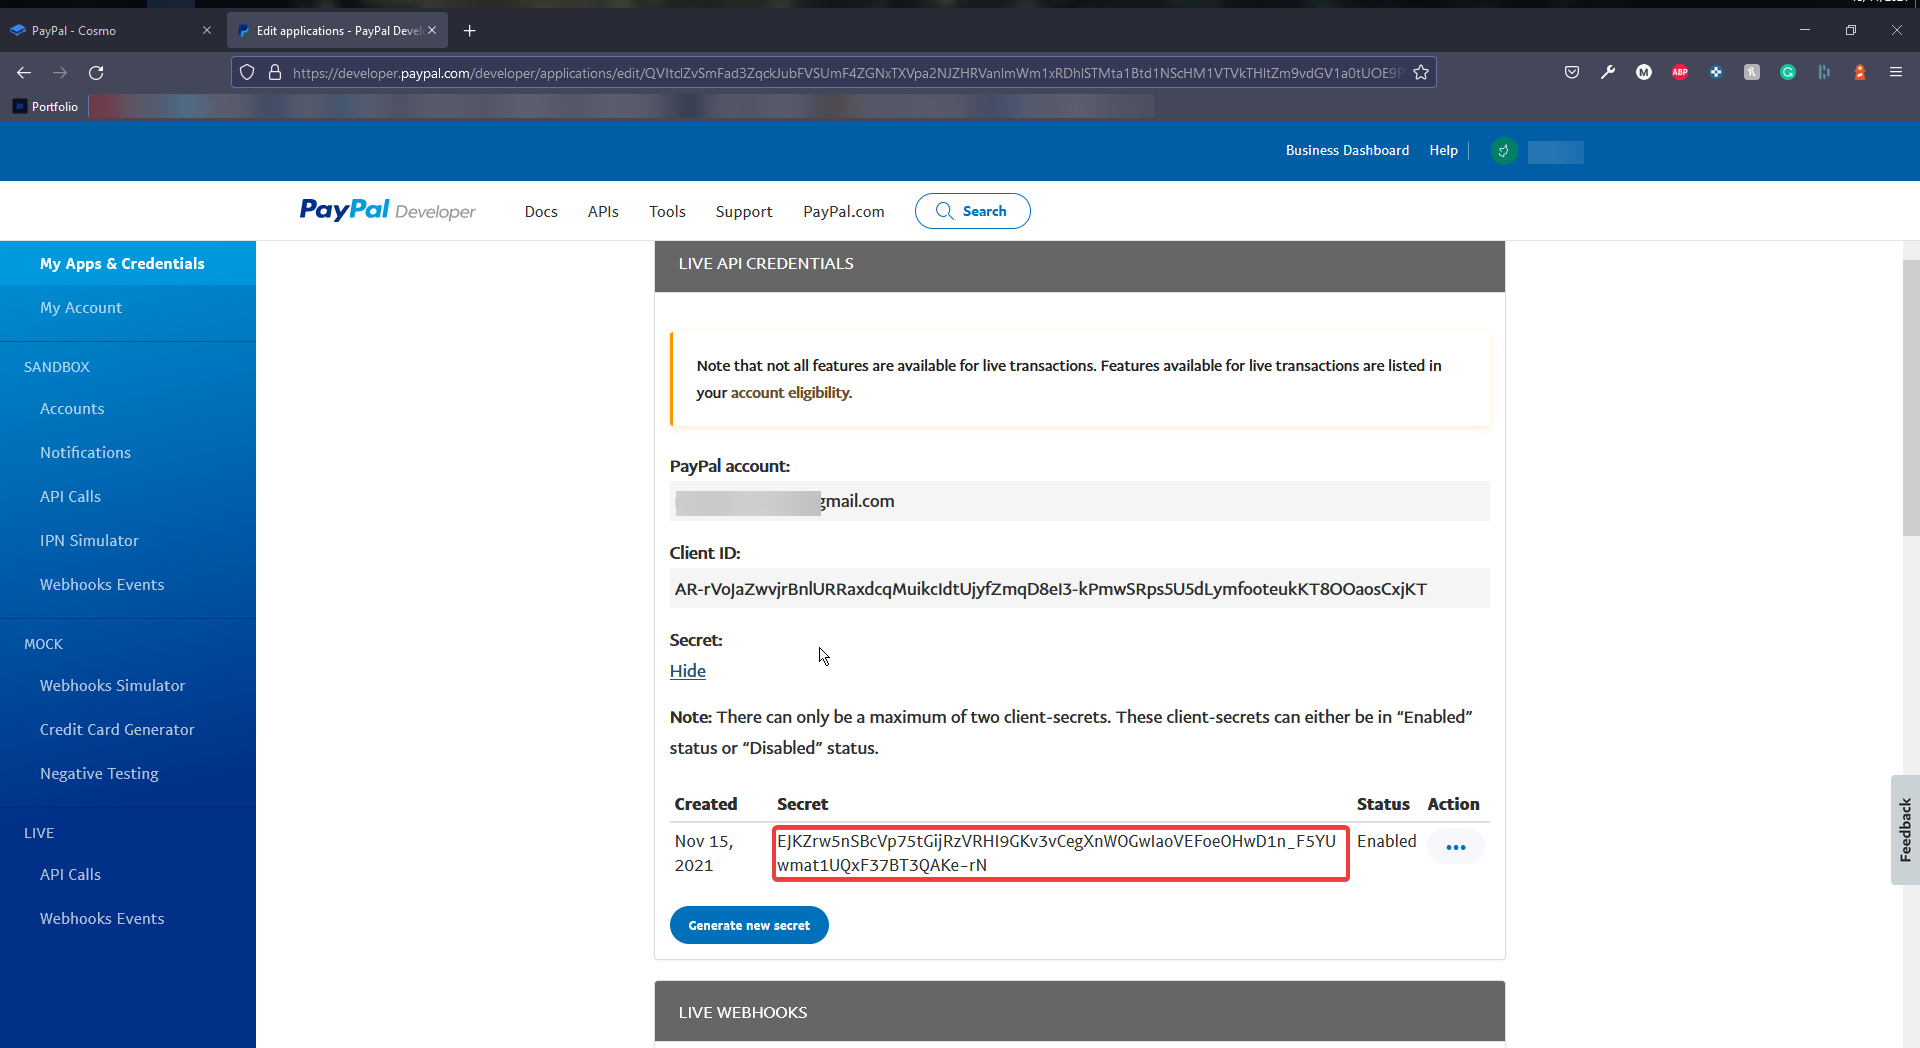 PayPal - Cosmo
Edit applications - PayPal Devel
https://developer.paypal.com/developer/applications/edit/
Portfolio
Business Dashboard
Help
PayPal Developer
Docs
APIs
Tools
Support
PayPal.com
Search
My Apps & Credentials
My Account
SANDBOX
Accounts
Notifications
API Calls
IPN Simulator
Webhooks Events
MOCK
Webhooks Simulator
Credit Card Generator
Negative Testing
LIVE
API Calls
Webhooks Events
LIVE API CREDENTIALS
Note that not all features are available for live transactions. Features available for live transactions are listed in
your account eligibility.
PayPal account:
gmail.com
Client ID:
AR-rVoJaZwvjrBnlURRaxdcqMuikcIdtUjyfZmqD8eI3-kPmwSRps5U5dLymfooteukKT8OOaosCxjKT
Secret:
Hide
Note: There can only be a maximum of two client-secrets. These client-secrets can either be in “Enabled”
status or “Disabled” status.
Created Secret Status Action
Nov 15, EJKZrw5nSBcVp75tGijRzVRHI9GKv3vCegXnWOGwIaoVEFoeOHwD1n_F5YU Enabled
2021 wmat1UQxF37BT3QAKe-rN
Generate new secret
LIVE WEBHOOKS
Feedback